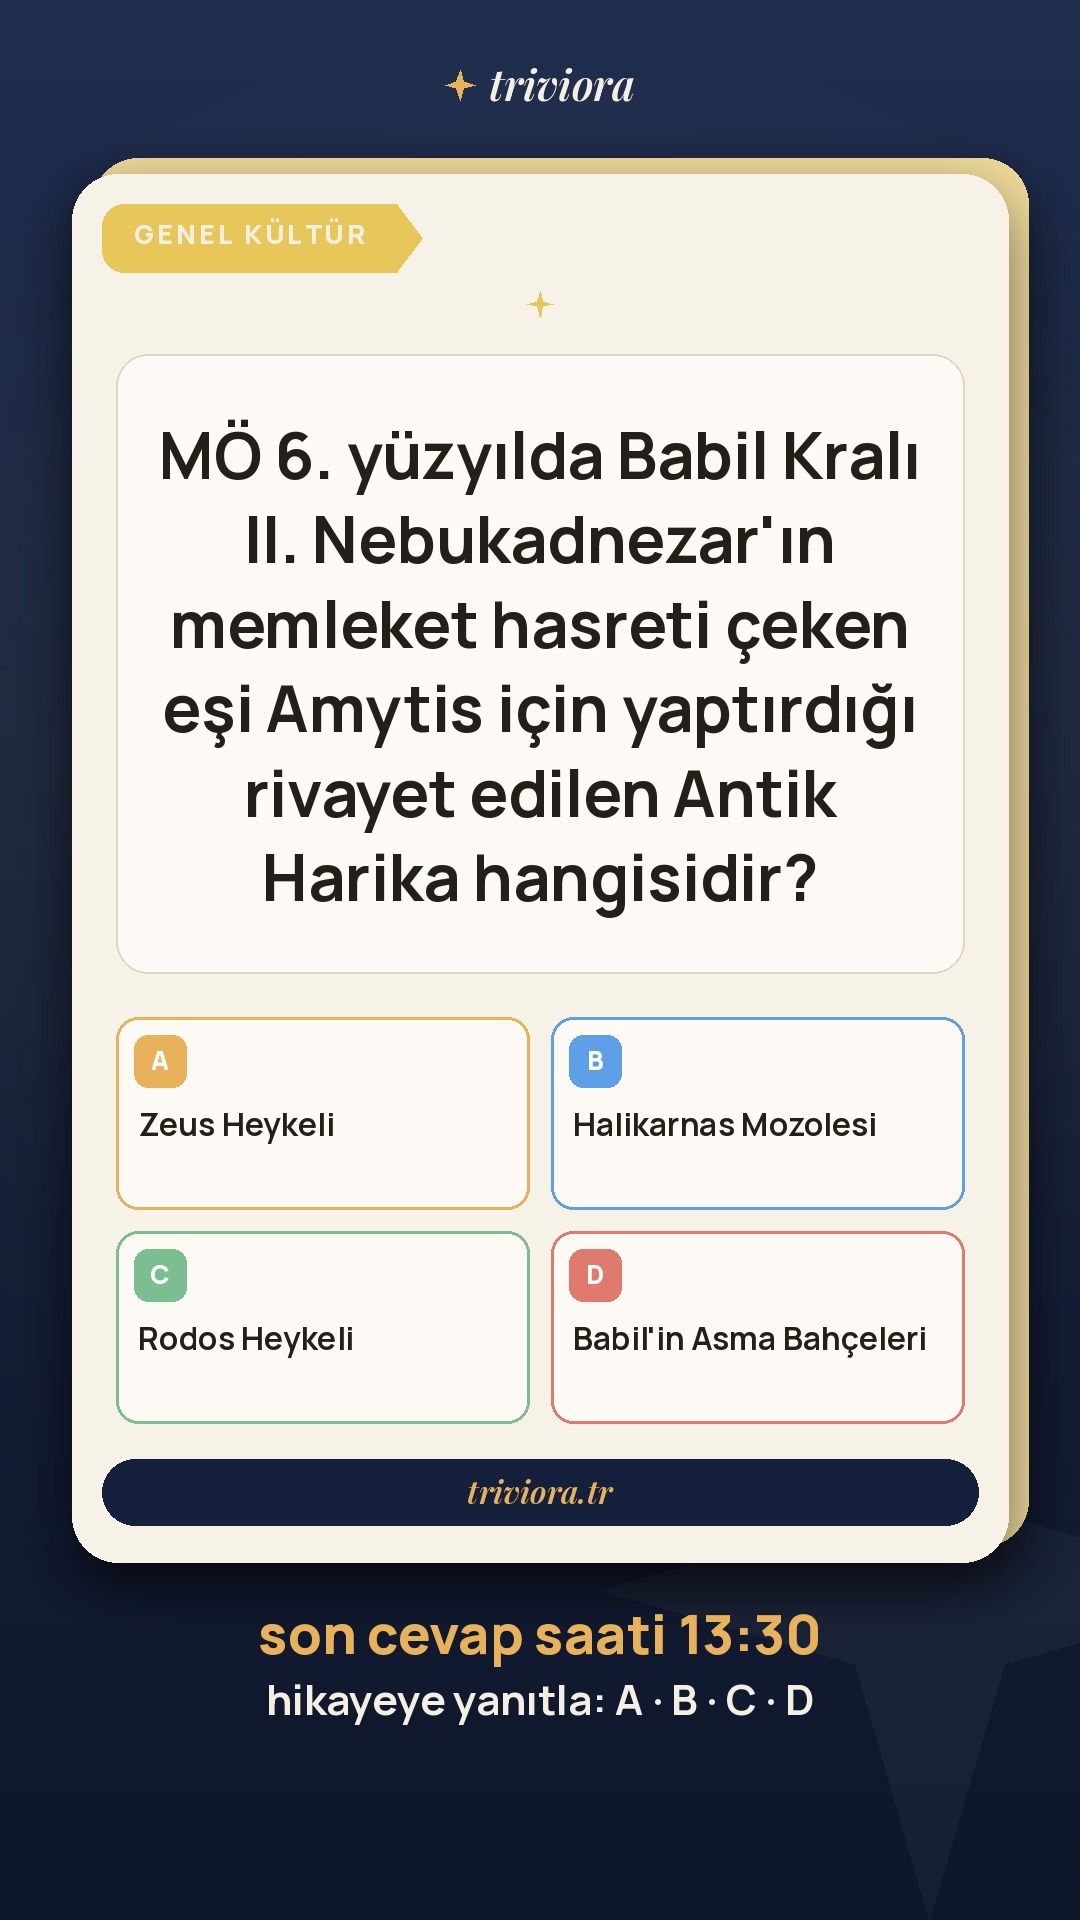 triviora
GENEL KÜLTÜR
MÖ 6. yüzyılda Babil Kralı
II. Nebukadnezar'ın
memleket hasreti çeken
eşi Amytis için yaptırdığı
rivayet edilen Antik
Harika hangisidir?
A
Zeus Heykeli
B
Halikarnas Mozolesi
C
Rodos Heykeli
D
Babil'in Asma Bahçeleri
triviora.tr
son cevap saati 13:30
hikayeye yanıtla: A · B · C · D